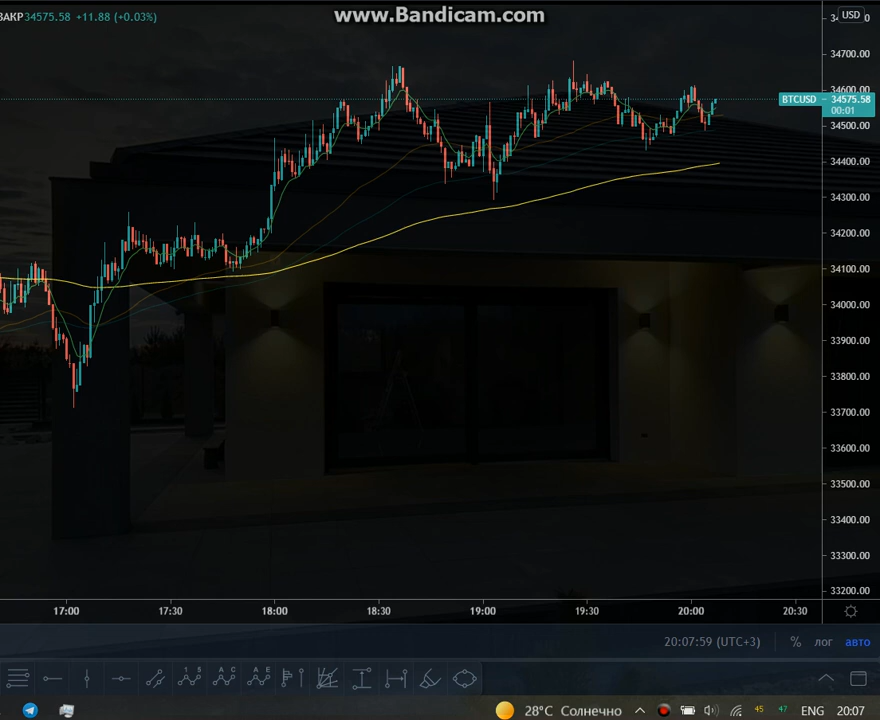 www.Bandicam.com
ЗАКР34575.58 +11.88 (+0.03%)
USD
34700.00
34600.00
BTCUSD 34575.58
00:01
34500.00
34400.00
34300.00
34200.00
34100.00
34000.00
33900.00
33800.00
33700.00
33600.00
33500.00
33400.00
33300.00
33200.00
17:00 17:30 18:00 18:30 19:00 19:30 20:00 20:30
20:07:59 (UTC+3) % лог авто
28°C Солнечно 45 47 ENG 20:07